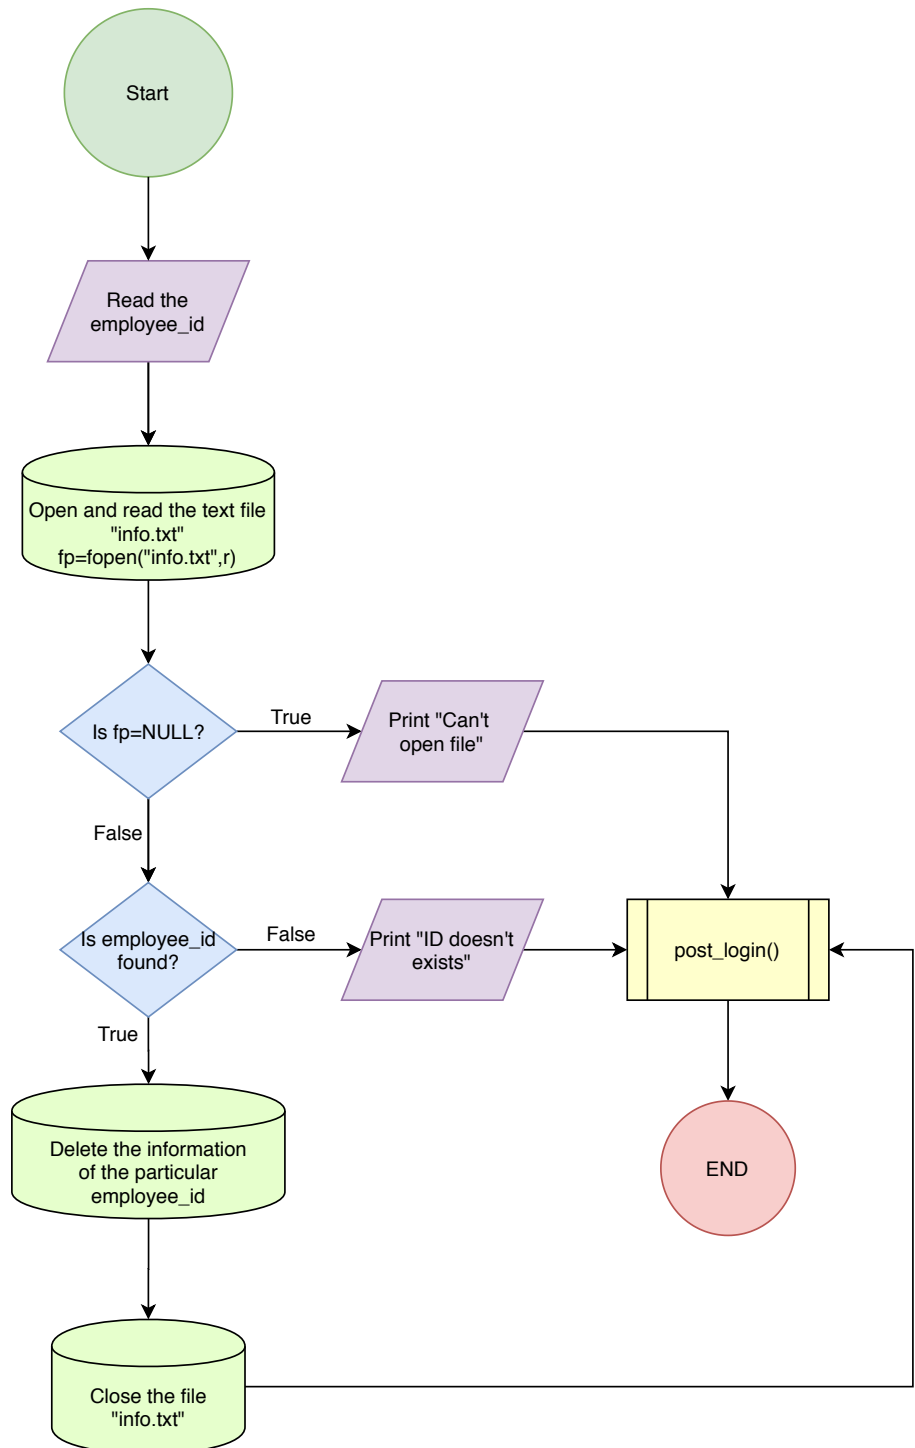 Start
Read the
employee_id
Open and read the text file
"info.txt"
fp=fopen("info.txt",r)
Is fp=NULL?
True
Print "Can't
open file"
False
Is employee_id
found?
False
Print "ID doesn't
exists"
post_login()
True
Delete the information
of the particular
employee_id
END
Close the file
"info.txt"